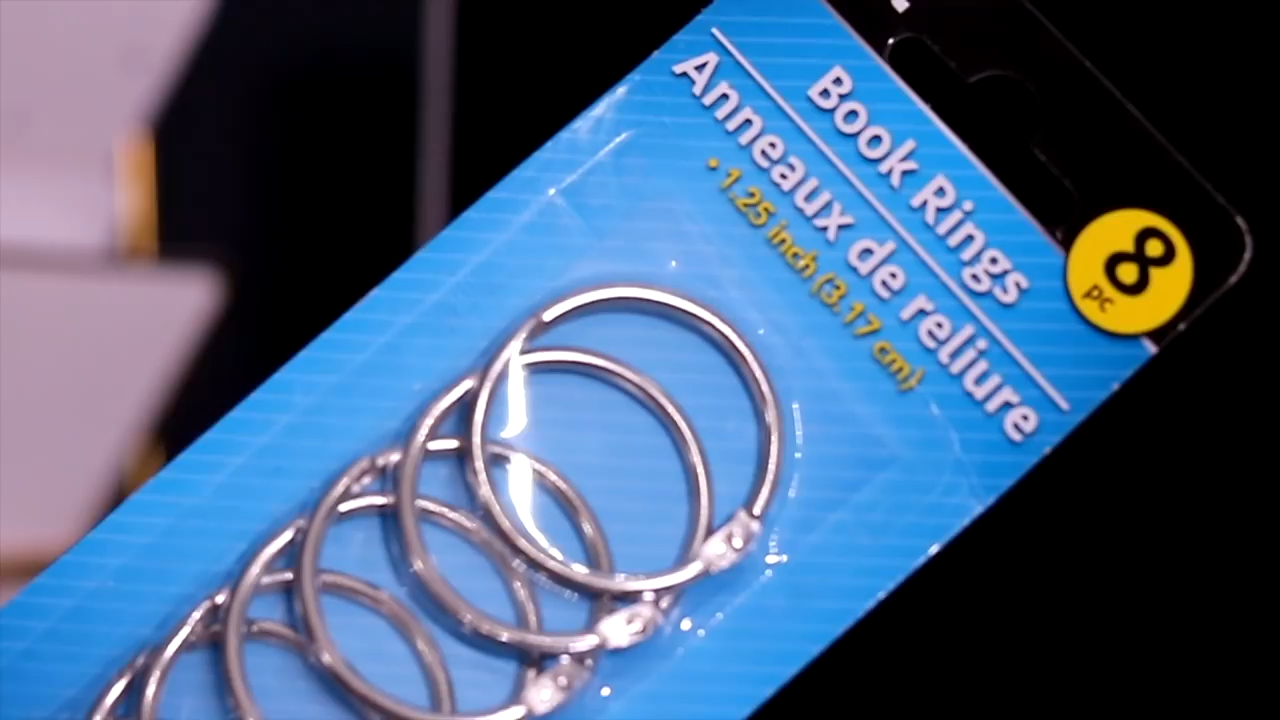 Book Rings
Anneaux de reliure
• 1.25 inch (3.17 cm)
8
pc